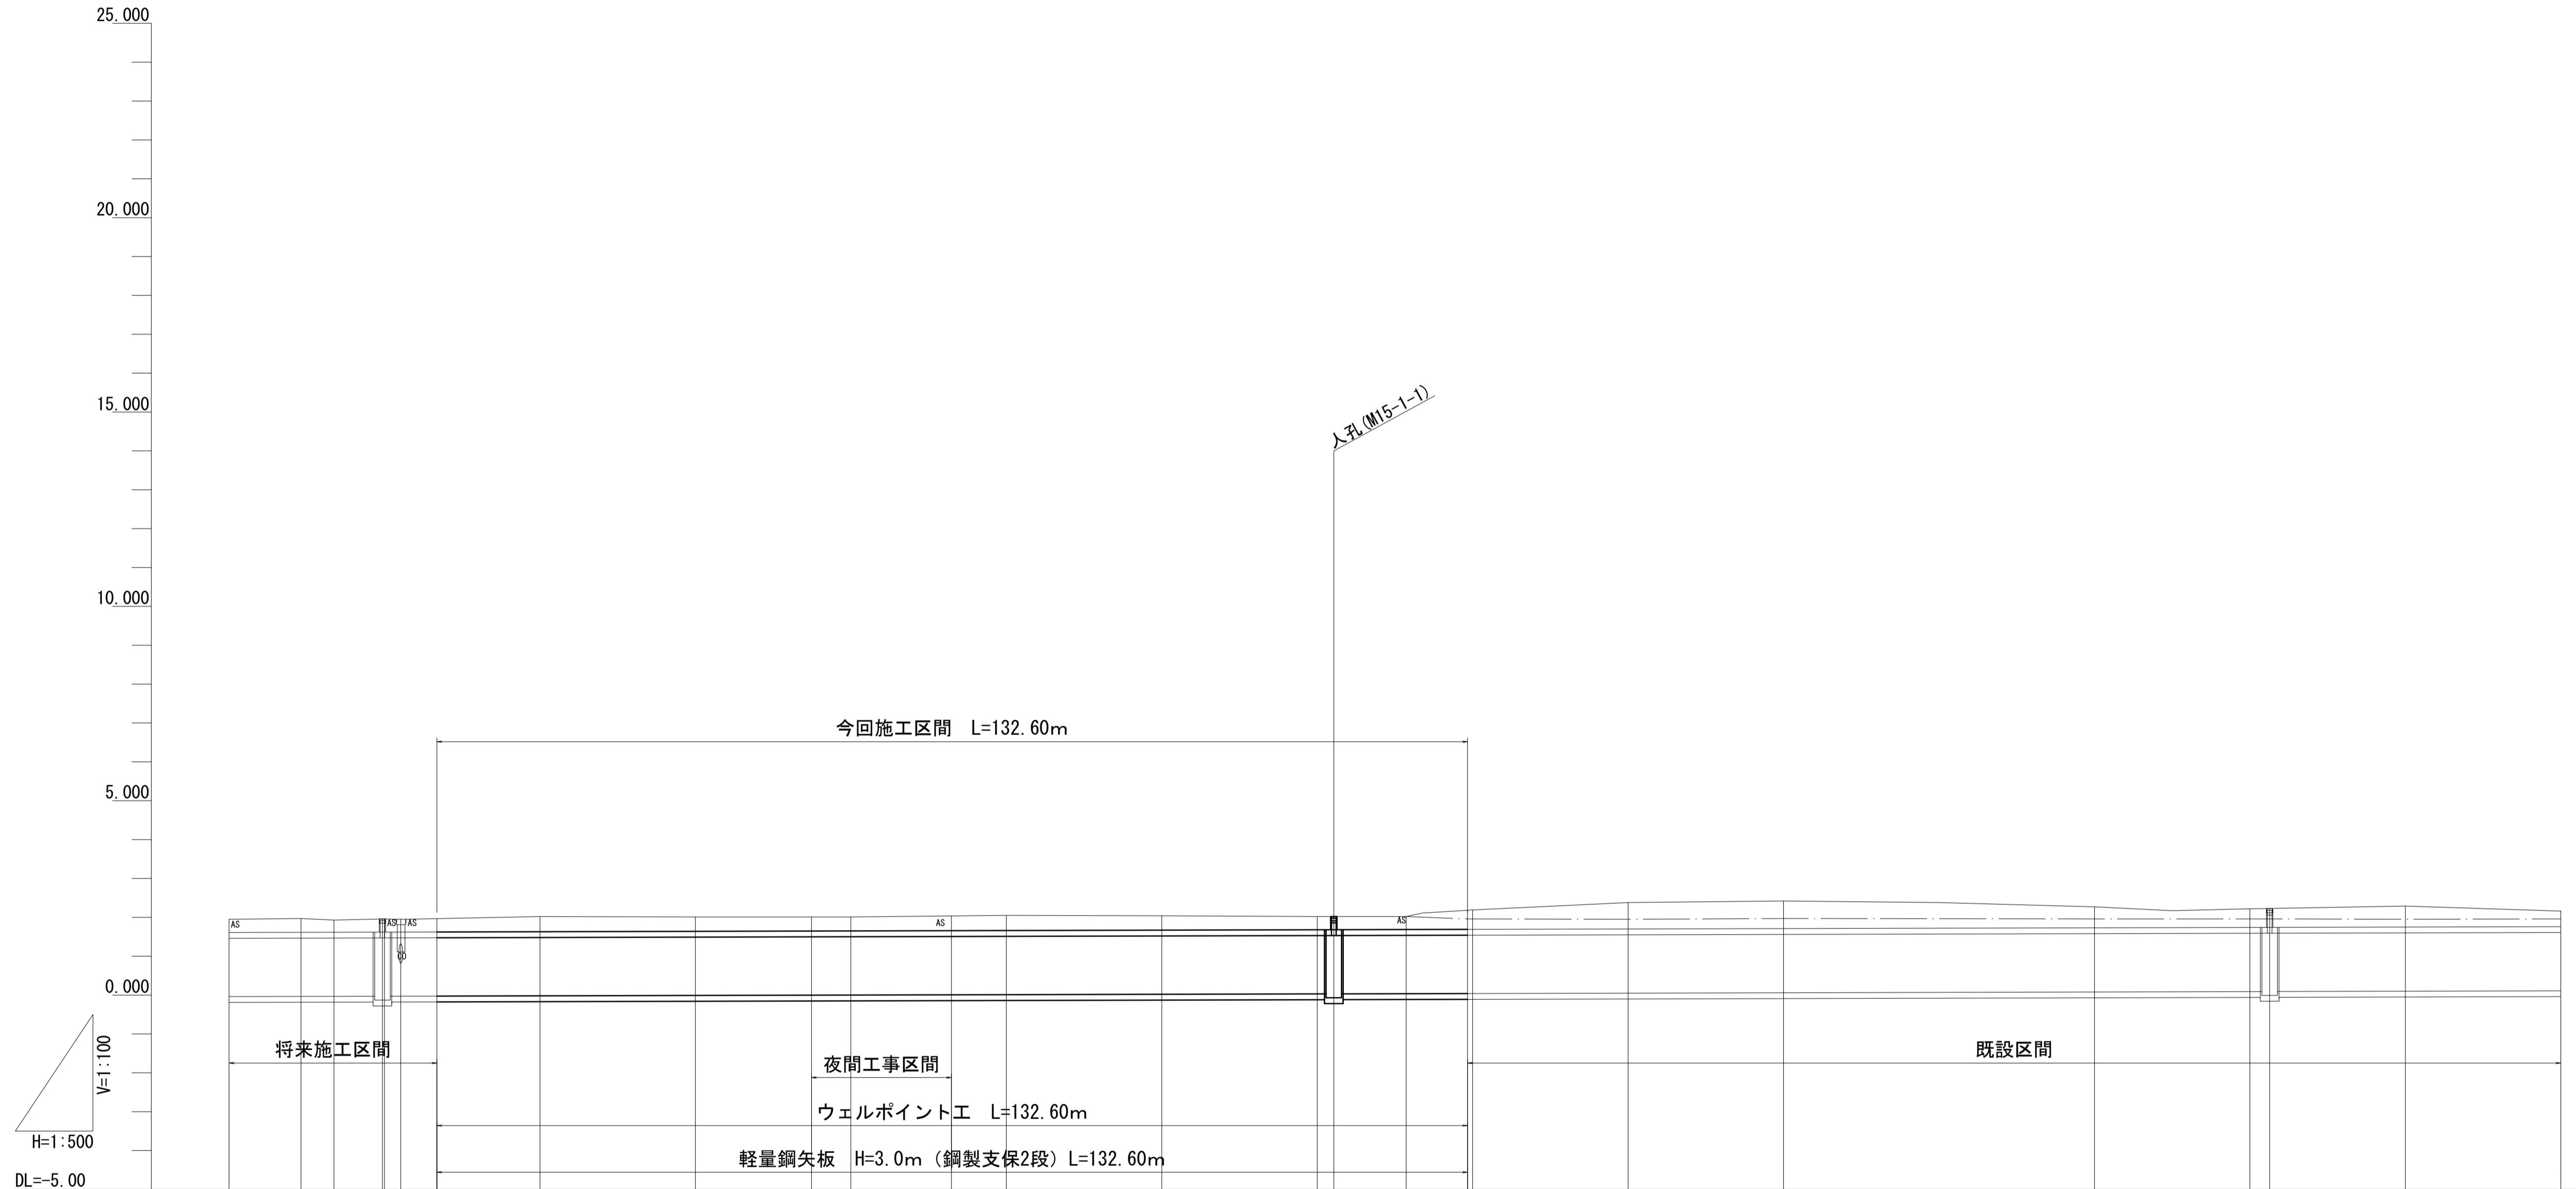 25.000
20.000
15.000
人孔(M15-1-1)
10.000
今回施工区間　L=132.60m
5.000
AS
AS
AS
AS
AS
0.000
将来施工区間
既設区間
夜間工事区間
V=1:100
ウェルポイント工　L=132.60m
H=1:500
軽量鋼矢板　H=3.0m（鋼製支保2段）L=132.60m
DL=-5.00